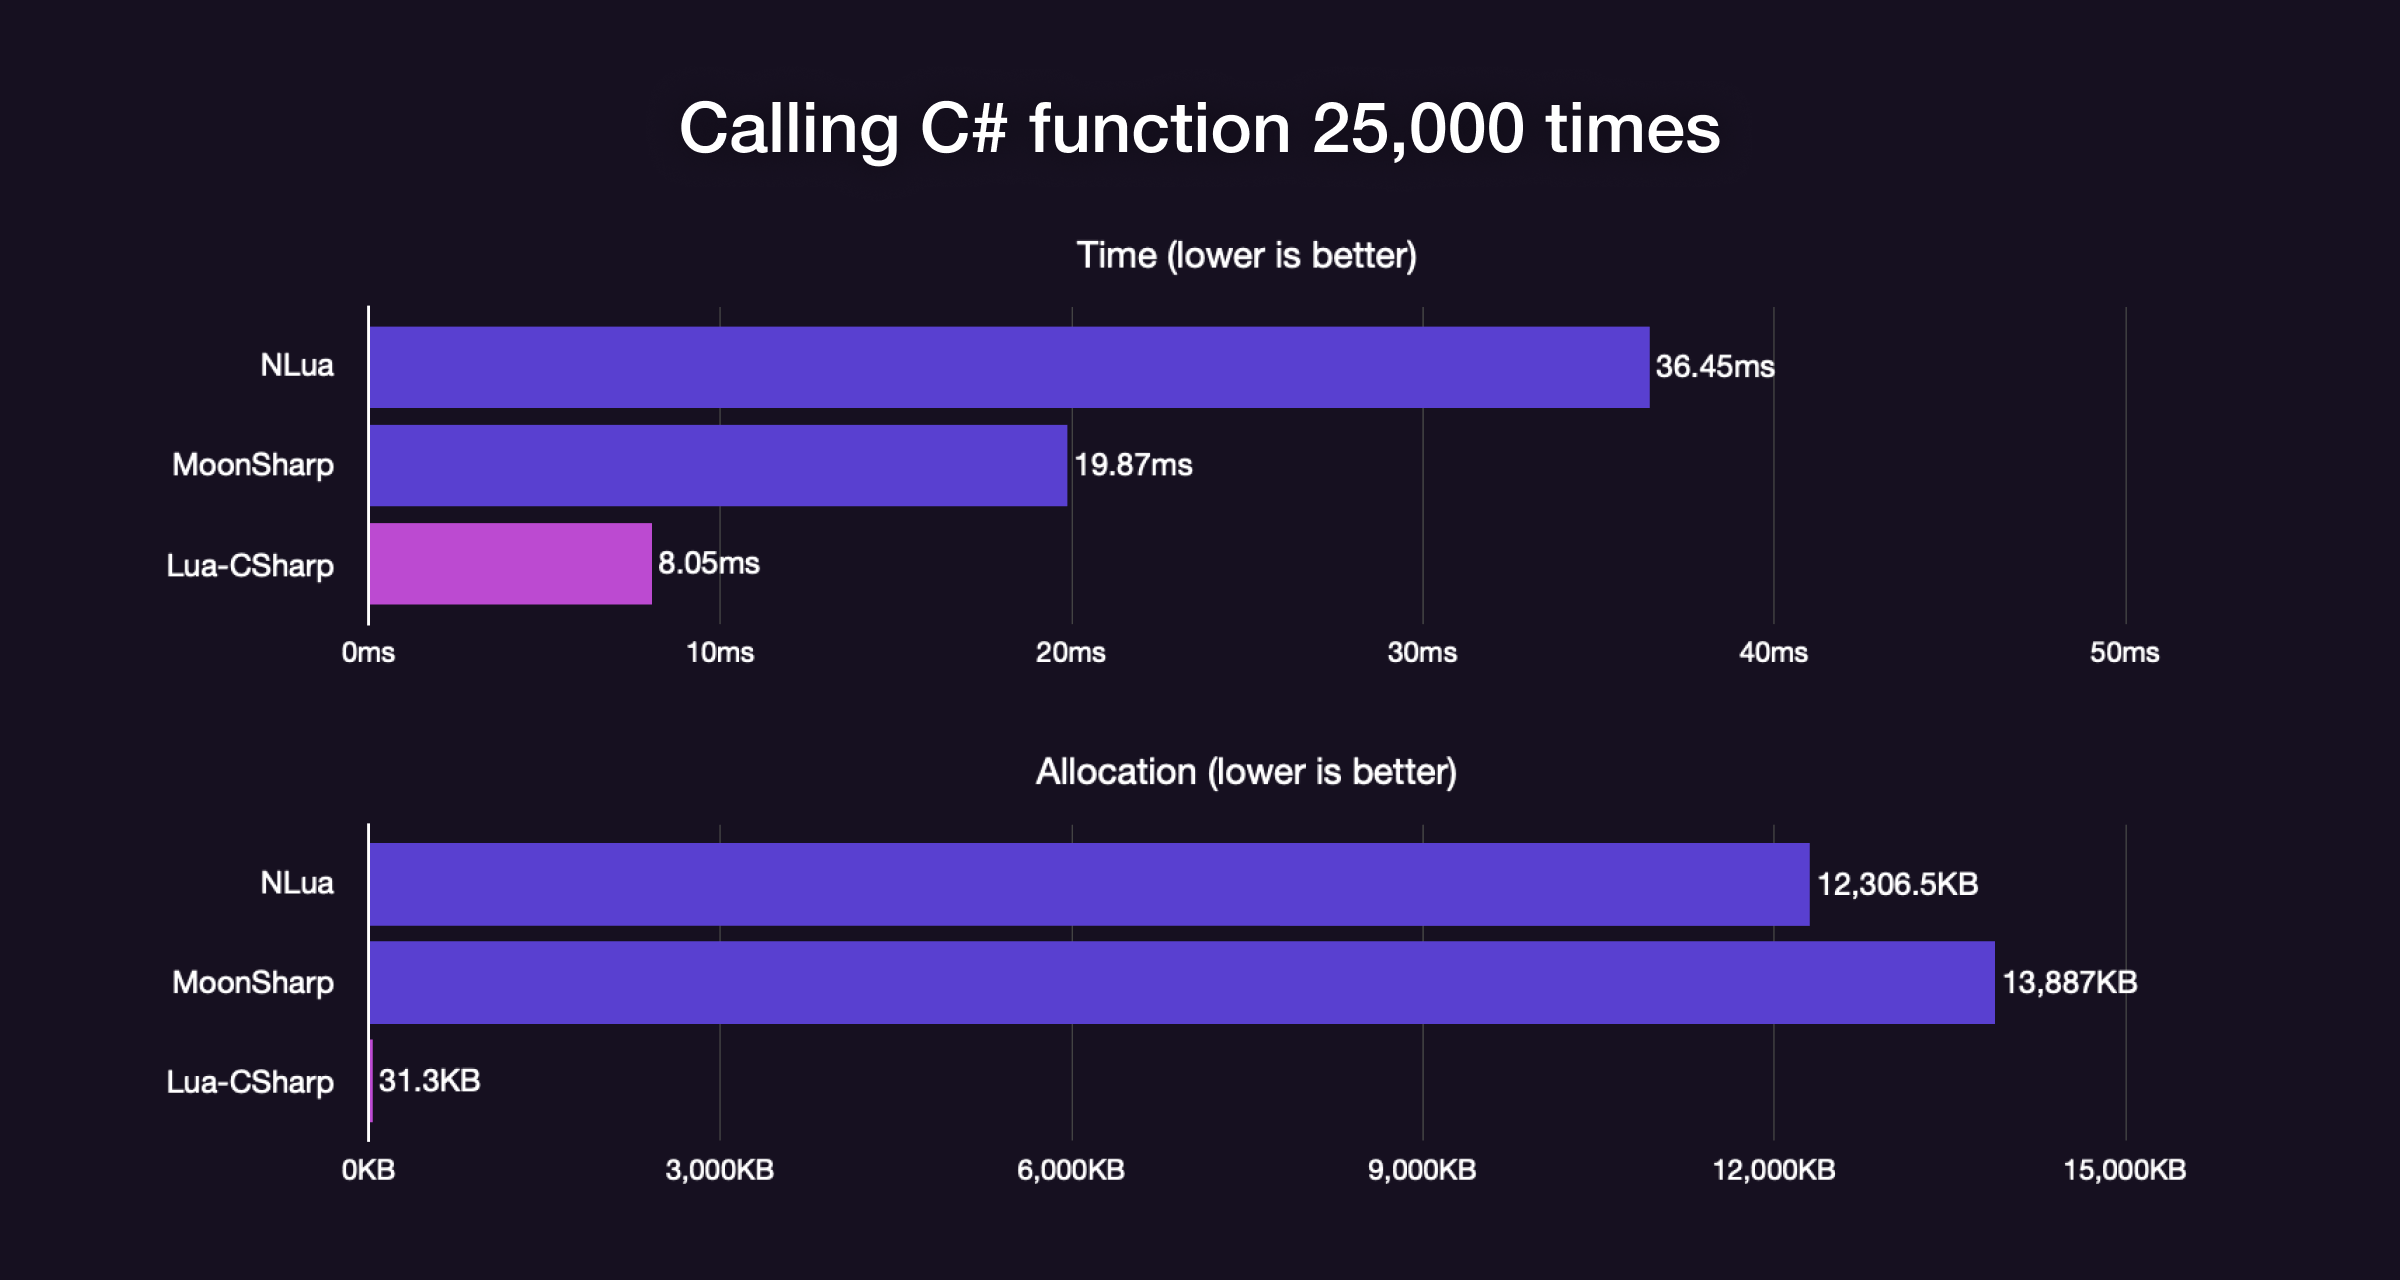 Calling C# function 25,000 times
Time (lower is better)
NLua
36.45ms
MoonSharp
19.87ms
Lua-CSharp
8.05ms
0ms 10ms 20ms 30ms 40ms 50ms
Allocation (lower is better)
NLua
12,306.5KB
MoonSharp
13,887KB
Lua-CSharp
31.3KB
0KB 3,000KB 6,000KB 9,000KB 12,000KB 15,000KB